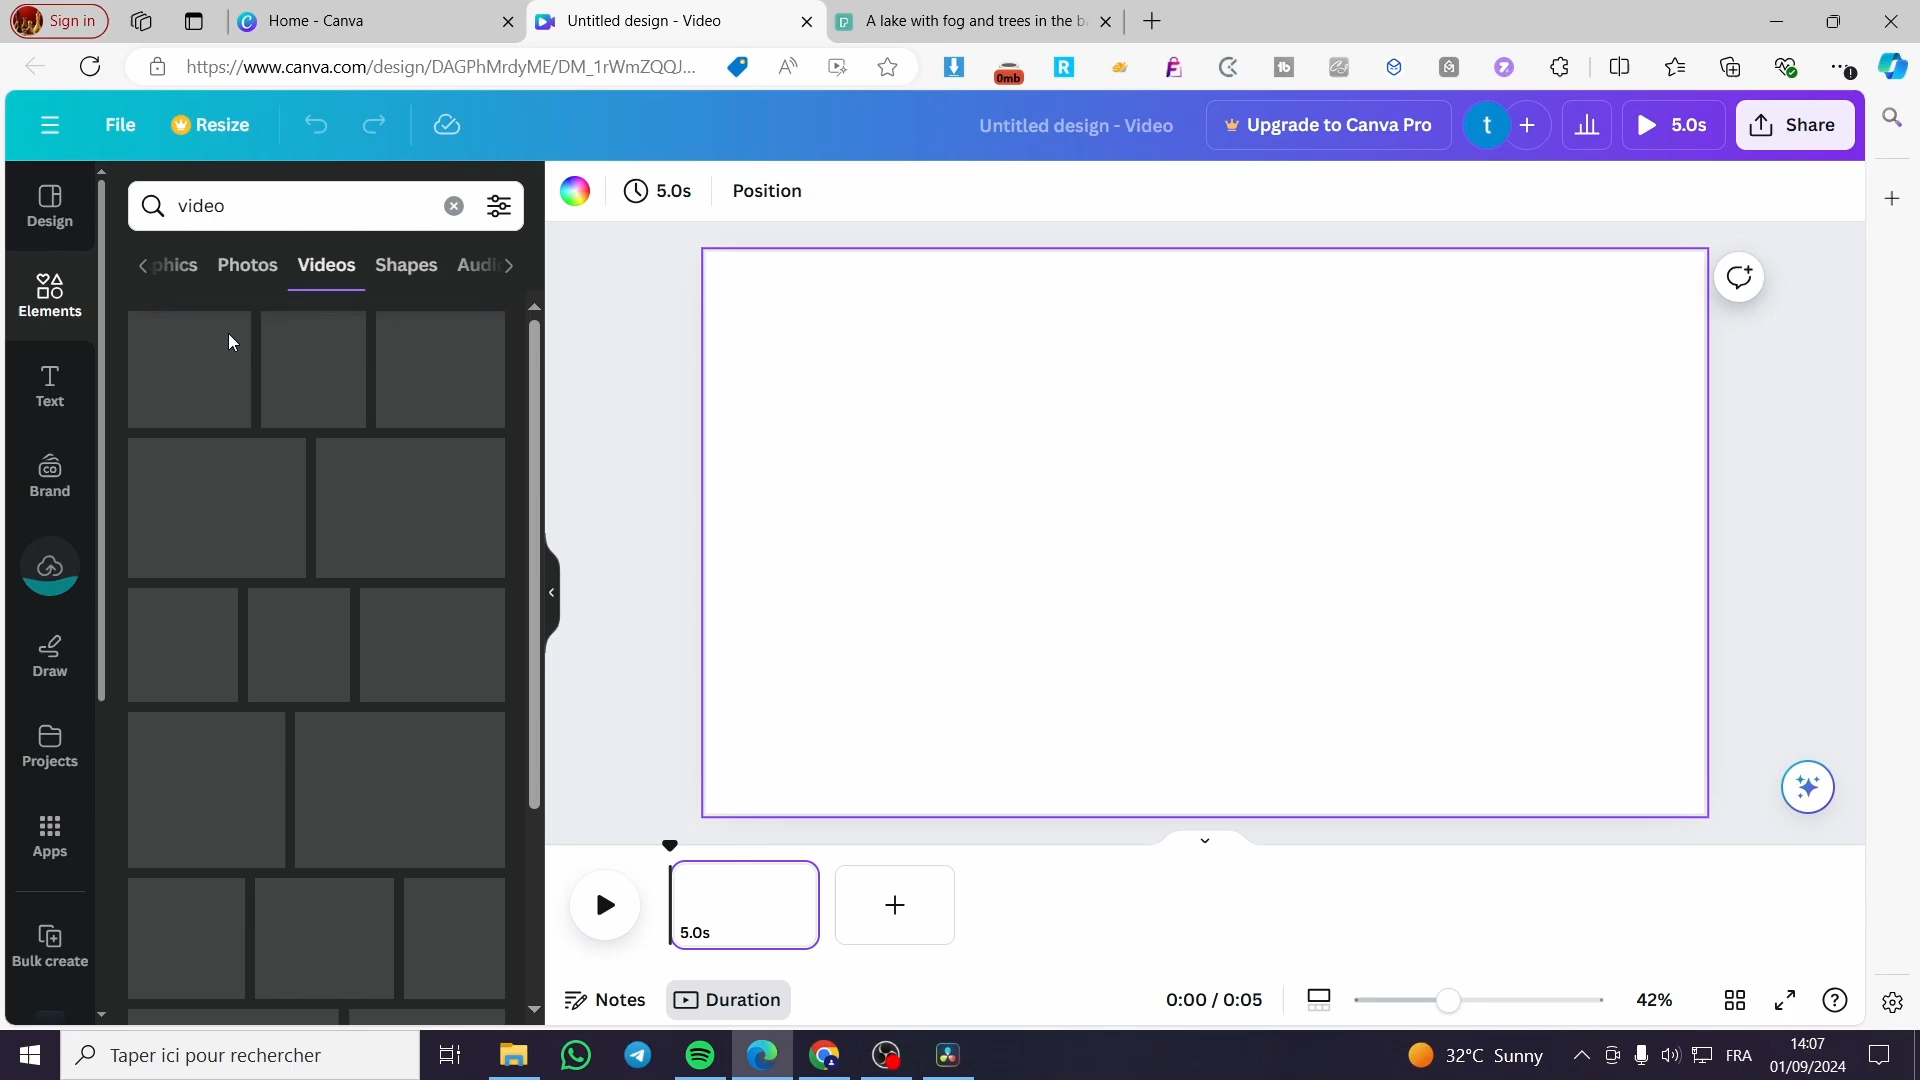 Sign in
Home - Canva
Untitled design - Video
A lake with fog and trees in the b
https://www.canva.com/design/DAGPhMrdyME/DM_1rWmZQQJ...
0mb
File
Resize
Untitled design - Video
Upgrade to Canva Pro
t
5.0s
Share
Design
Elements
Text
Brand
Draw
Projects
Apps
Bulk create
video
phics
Photos
Videos
Shapes
Audi
5.0s
Position
5.0s
Notes
Duration
0:00 / 0:05
42%
Taper ici pour rechercher
32°C Sunny
FRA
14:07
01/09/2024